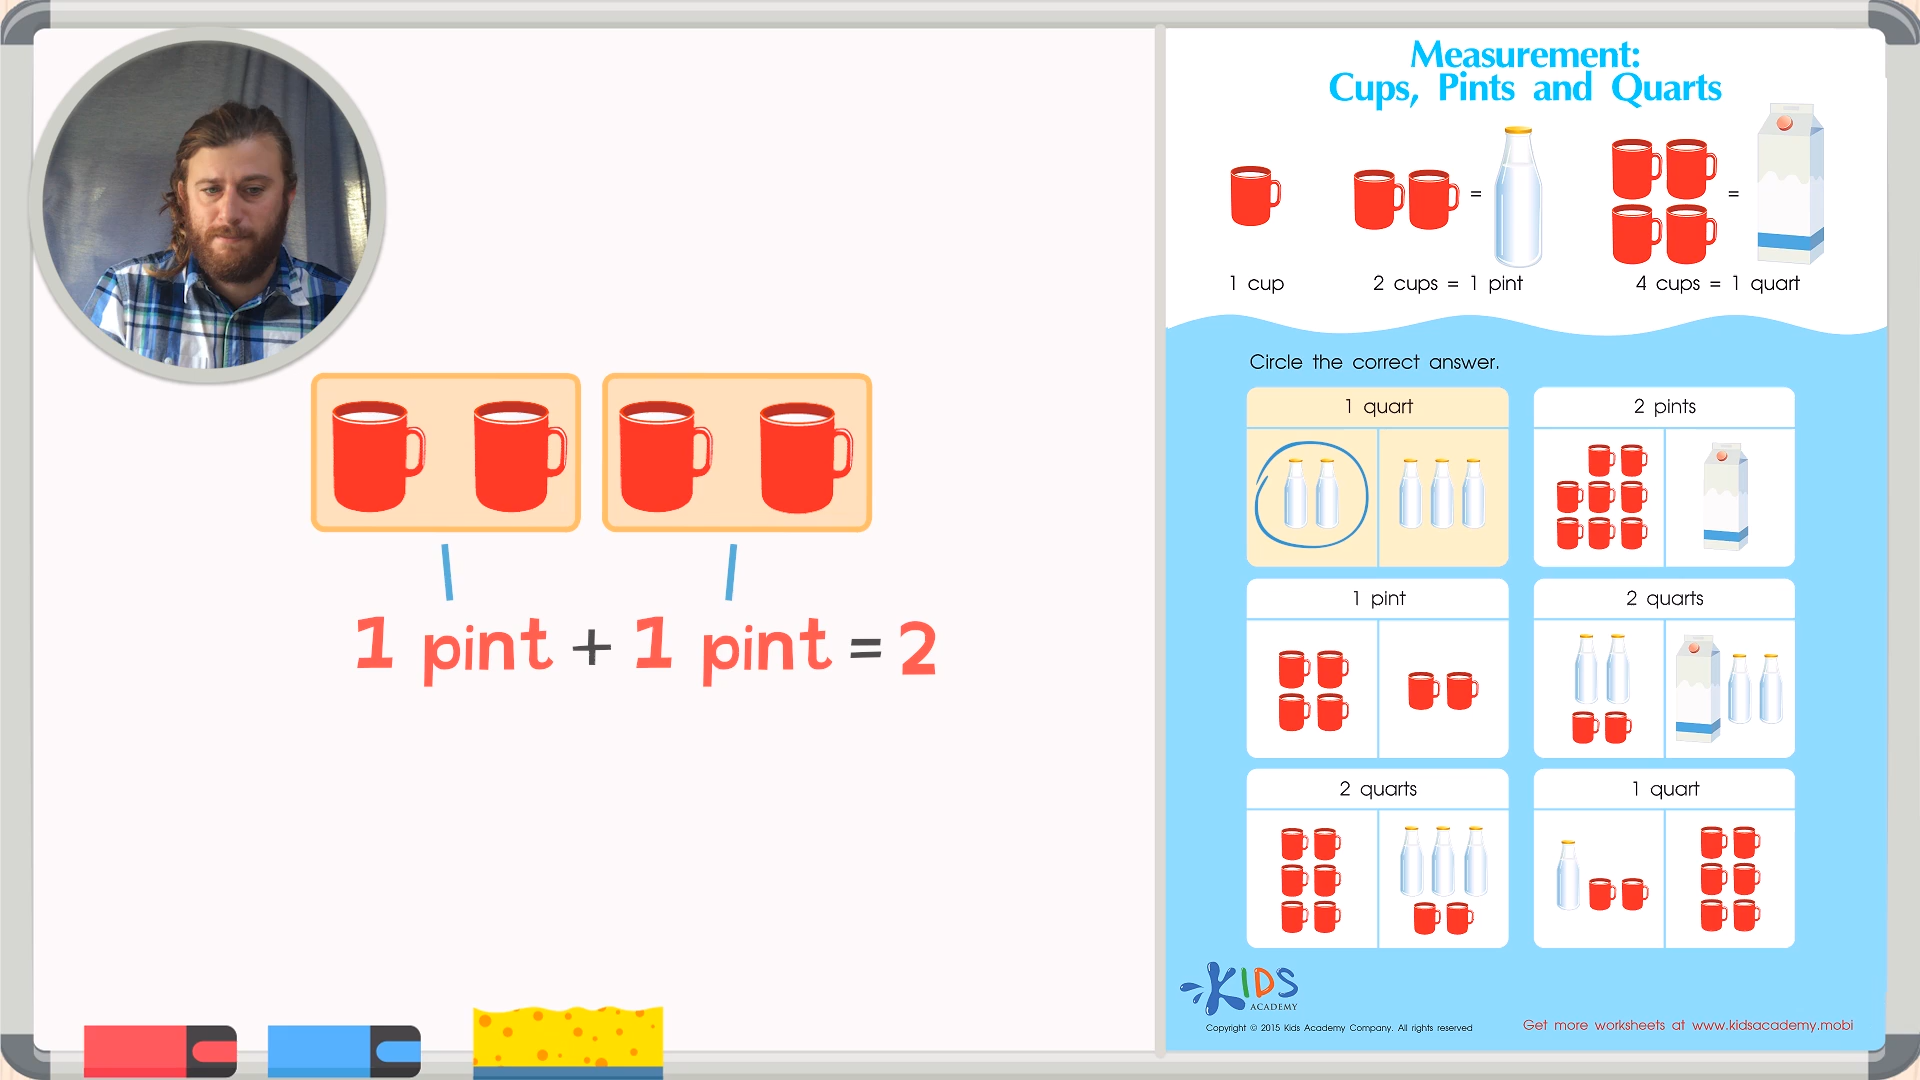 1 pint + 1 pint = 2
Measurement:
Cups, Pints and Quarts
= =
1 cup 2 cups = 1 pint 4 cups = 1 quart
Circle the correct answer.
1 quart 2 pints
1 pint 2 quarts
2 quarts 1 quart
KIDS
ACADEMY
Copyright © 2015 Kids Academy Company. All rights reserved
Get more worksheets at www.kidsacademy.mobi